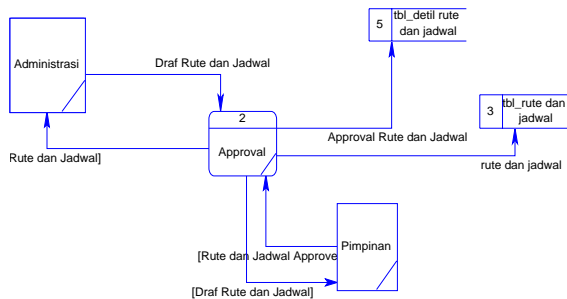 5
tbl_detil rute
dan jadwal
Administrasi
Draf Rute dan Jadwal
3
tbl_rute dan
jadwal
2
Approval Rute dan Jadwal
Approval
Rute dan Jadwal]
rute dan jadwal
[Rute dan Jadwal Approve
Pimpinan
[Draf Rute dan Jadwal]